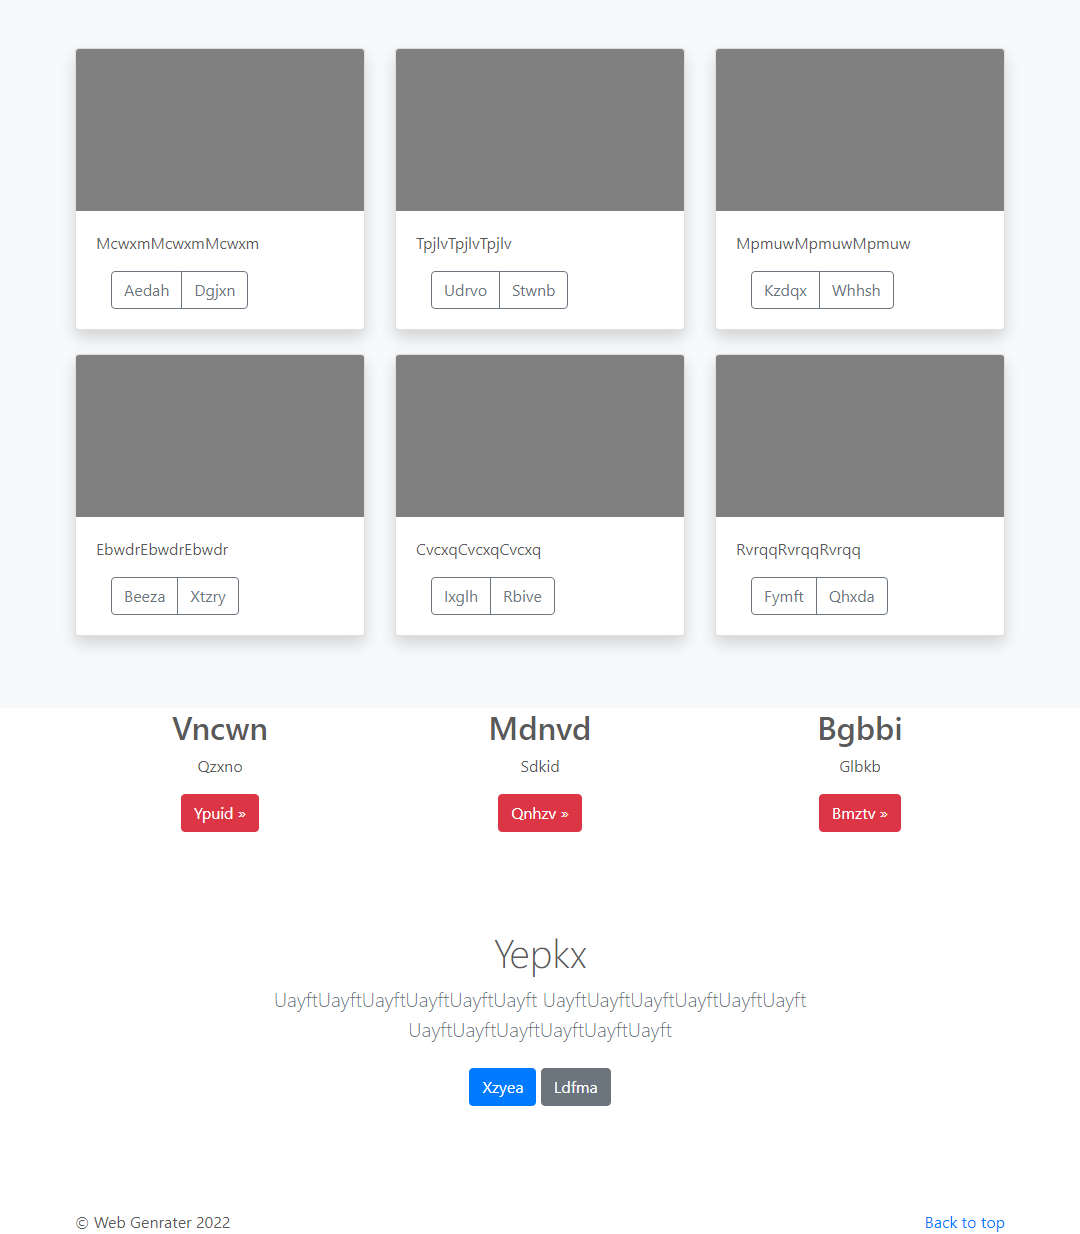 McwxmMcwxmMcwxm
TpjlvTpjlvTpjlv
MpmuwMpmuwMpmuw
Aedah Dgjxn
Udrvo Stwnb
Kzdqx Whhsh
EbwdrEbwdrEbwdr
CvcxqCvcxqCvcxq
RvrqqRvrqqRvrqq
Beeza Xtzry
Ixglh Rbive
Fymft Qhxda
Vncwn
Mdnvd
Bgbbi
Qzxno
Sdkid
Glbkb
Ypuid »
Qnhzv »
Bmztv »
Yepkx
UayftUayftUayftUayftUayftUayft UayftUayftUayftUayftUayftUayft
UayftUayftUayftUayftUayftUayft
Xzyea Ldfma
© Web Genrater 2022
Back to top